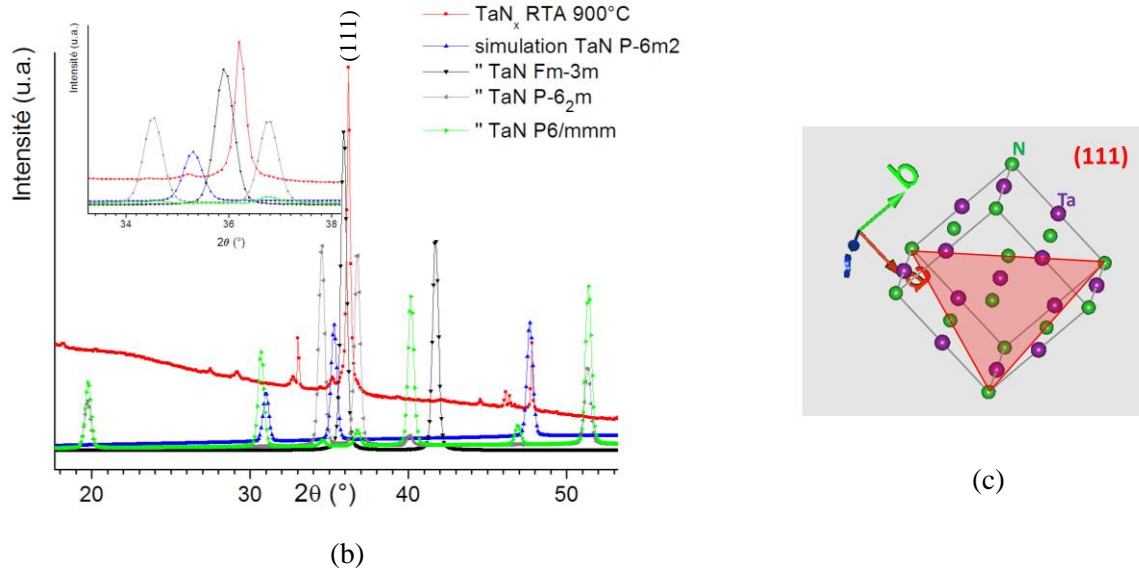 Intensité (u.a.)
Intensité (u.a.)
34 36 38
2θ (°)
(111)
TaNx RTA 900°C
simulation TaN P-6m2
" TaN Fm-3m
" TaN P-6₂m
" TaN P6/mmm
20 30 40 50
2θ (°)
(b)
N
(111)
Ta
b
a
(c)